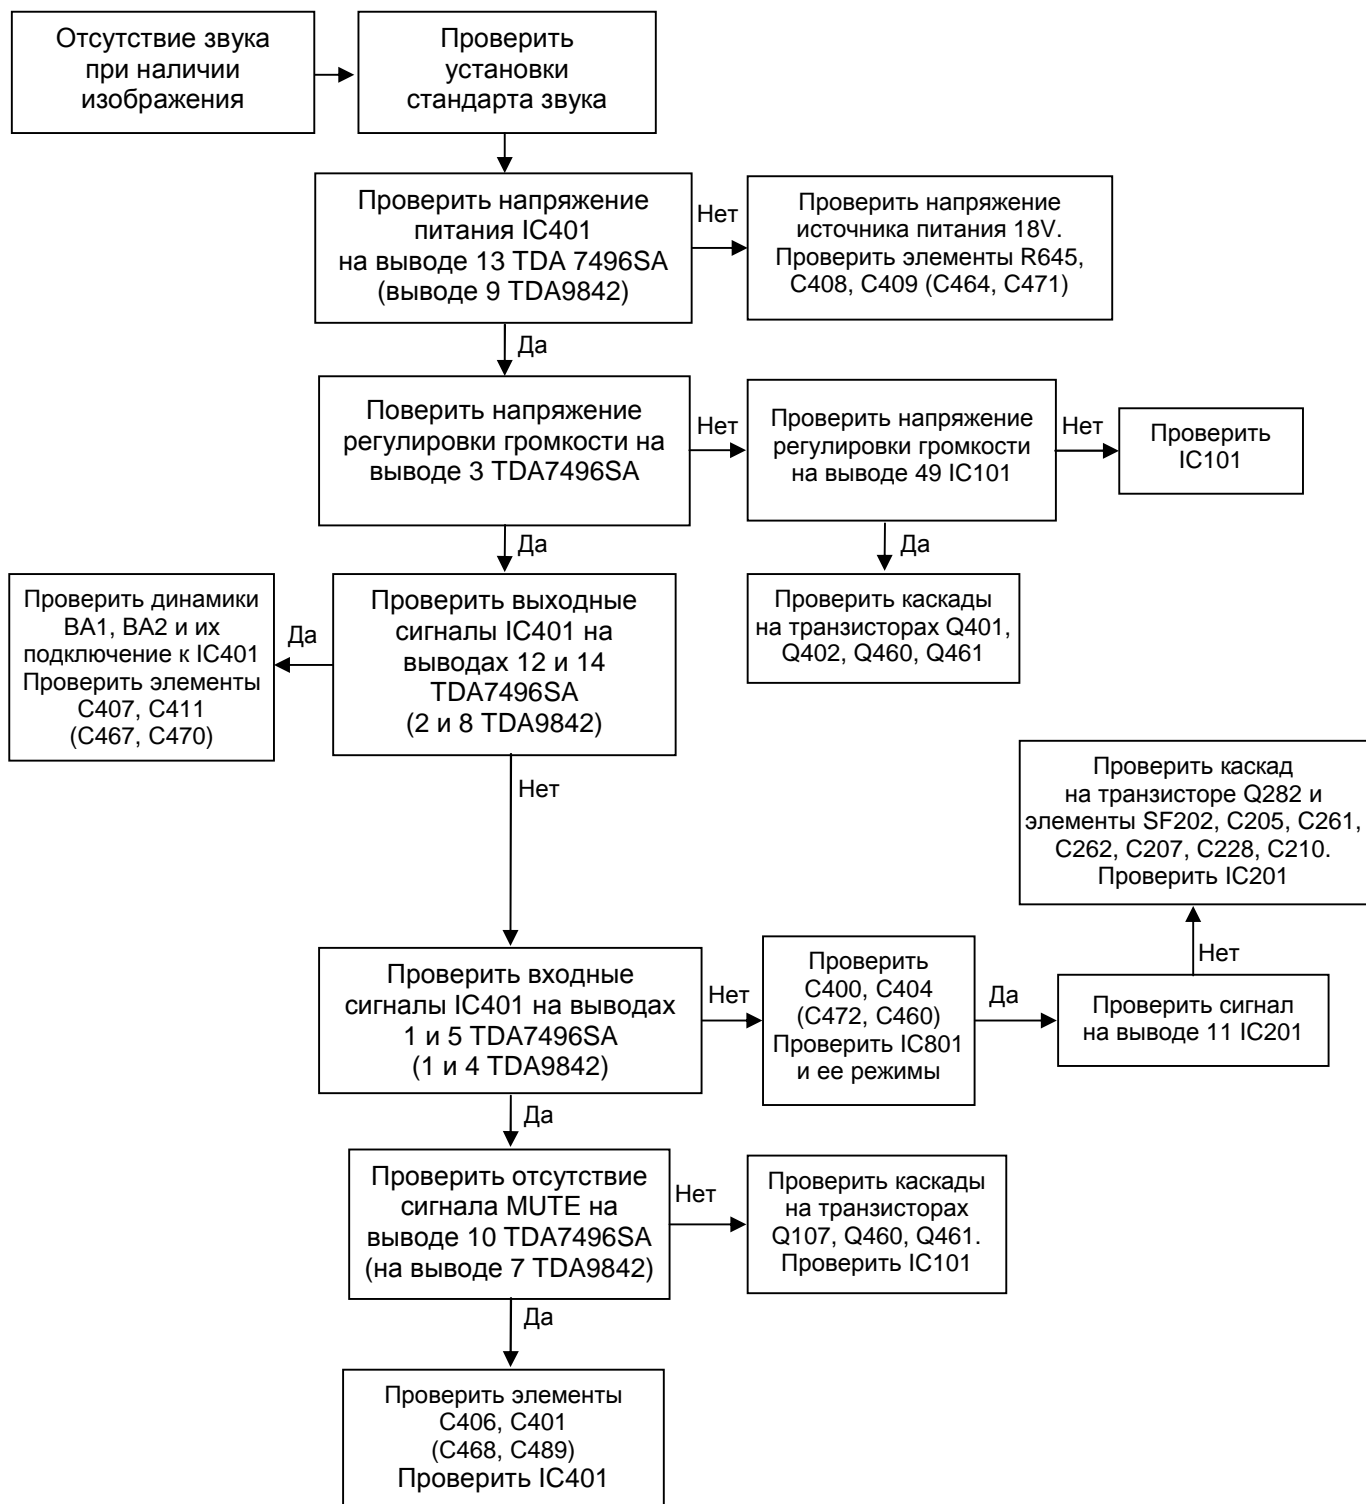 Отсутствие звука
при наличии
изображения
Проверить
установки
стандарта звука
Проверить напряжение
питания IC401
на выводе 13 TDA 7496SA
(выводе 9 TDA9842)
Нет
Проверить напряжение
источника питания 18V.
Проверить элементы R645,
C408, C409 (C464, C471)
Да
Поверить напряжение
регулировки громкости на
выводе 3 TDA7496SA
Нет
Проверить напряжение
регулировки громкости
на выводе 49 IC101
Нет
Проверить
IC101
Да
Да
Проверить каскады
на транзисторах Q401,
Q402, Q460, Q461
Проверить динамики
BA1, BA2 и их
подключение к IC401
Проверить элементы
C407, C411
(C467, C470)
Да
Проверить выходные
сигналы IC401 на
выводах 12 и 14
TDA7496SA
(2 и 8 TDA9842)
Нет
Проверить каскад
на транзисторе Q282 и
элементы SF202, C205, C261,
C262, C207, C228, C210.
Проверить IC201
Нет
Проверить входные
сигналы IC401 на выводах
1 и 5 TDA7496SA
(1 и 4 TDA9842)
Нет
Проверить
C400, C404
(C472, C460)
Проверить IC801
и ее режимы
Да
Проверить сигнал
на выводе 11 IC201
Да
Проверить отсутствие
сигнала MUTE на
выводе 10 TDA7496SA
(на выводе 7 TDA9842)
Нет
Проверить каскады
на транзисторах
Q107, Q460, Q461.
Проверить IC101
Да
Проверить элементы
C406, C401
(C468, C489)
Проверить IC401